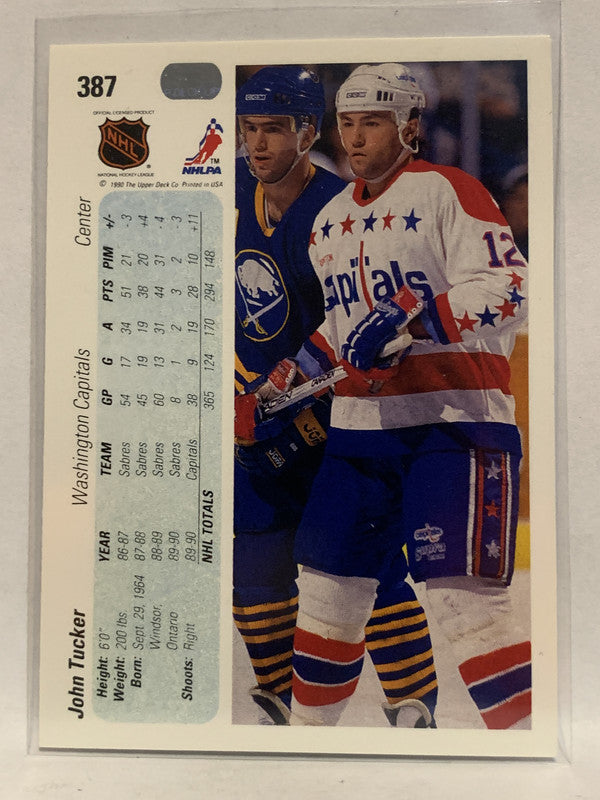 387
OFFICIAL LICENSED PRODUCT
NHL
NATIONAL HOCKEY LEAGUE
TM
NHLPA
© 1990 The Upper Deck Co. Printed in USA
John Tucker Washington Capitals Center
Height: 6'0"
Weight: 200 lbs
Born: Sept. 29, 1964
Windsor,
Ontario
Shoots: Right
YEAR TEAM GP G A PTS PIM +/-
86-87 Sabres 54 17 34 51 21 -3
87-88 Sabres 45 19 19 38 20 +4
88-89 Sabres 60 13 31 44 31 -4
89-90 Sabres 8 1 2 3 2 -3
89-90 Capitals 38 9 19 28 10 +11
NHL TOTALS 365 124 170 294 148
CCM
capitals
12
supra